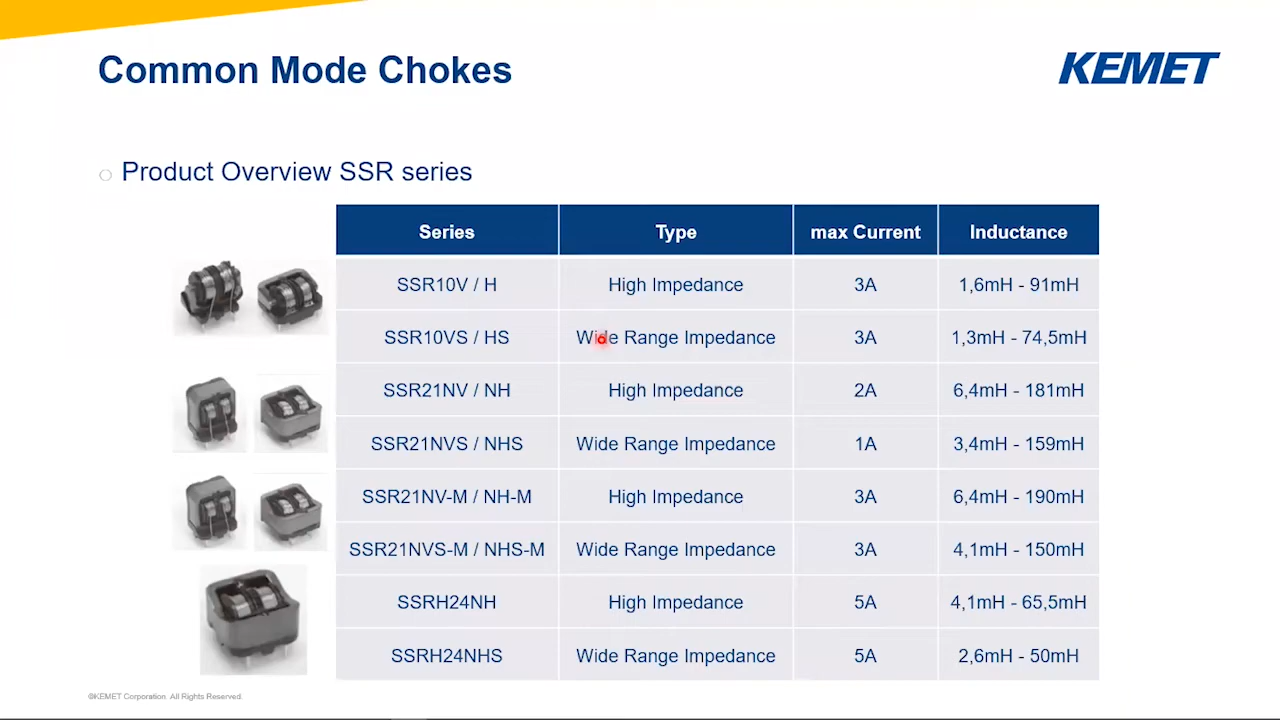 Common Mode Chokes
KEMET
Product Overview SSR series
Series Type max Current Inductance
SSR10V / H High Impedance 3A 1,6mH - 91mH
SSR10VS / HS Wide Range Impedance 3A 1,3mH - 74,5mH
SSR21NV / NH High Impedance 2A 6,4mH - 181mH
SSR21NVS / NHS Wide Range Impedance 1A 3,4mH - 159mH
SSR21NV-M / NH-M High Impedance 3A 6,4mH - 190mH
SSR21NVS-M / NHS-M Wide Range Impedance 3A 4,1mH - 150mH
SSRH24NH High Impedance 5A 4,1mH - 65,5mH
SSRH24NHS Wide Range Impedance 5A 2,6mH - 50mH
©KEMET Corporation. All Rights Reserved.